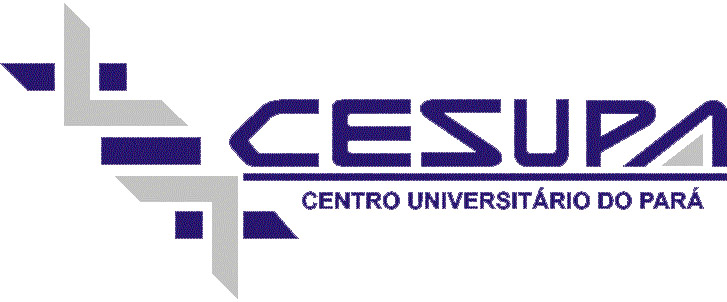 CESUPA
CENTRO UNIVERSITÁRIO DO PARÁ